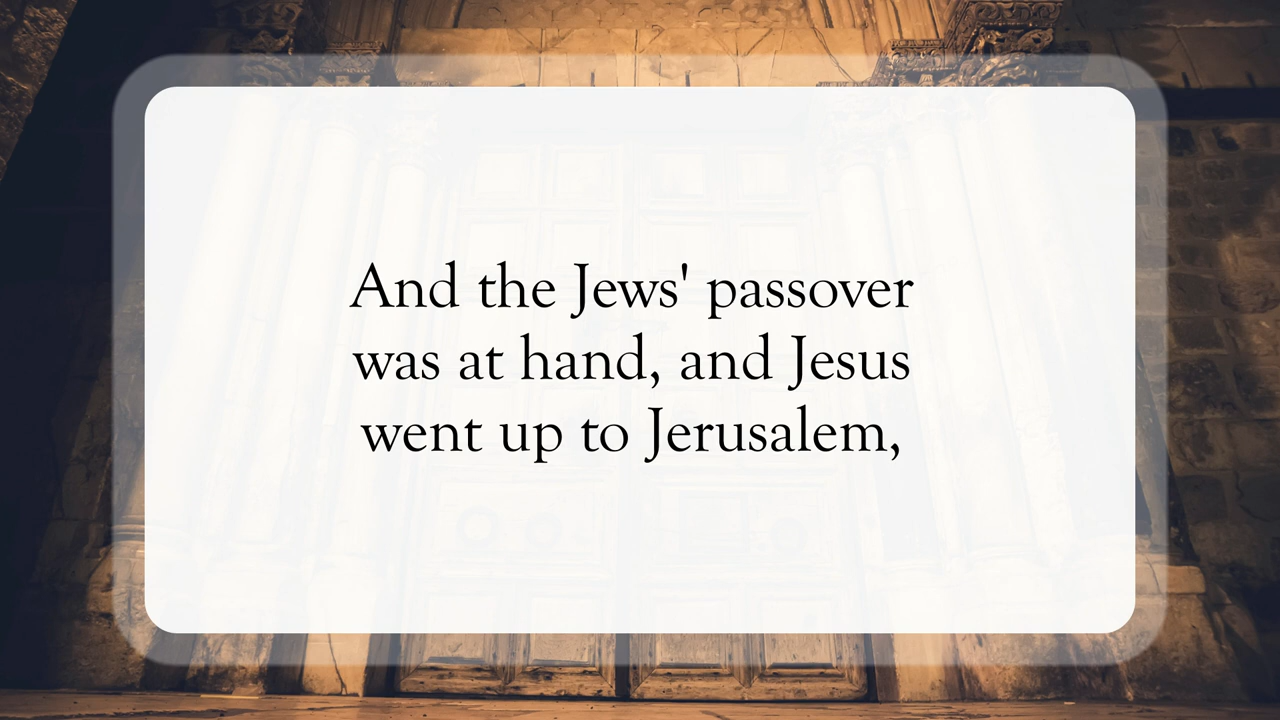 And the Jews' passover
was at hand, and Jesus
went up to Jerusalem,